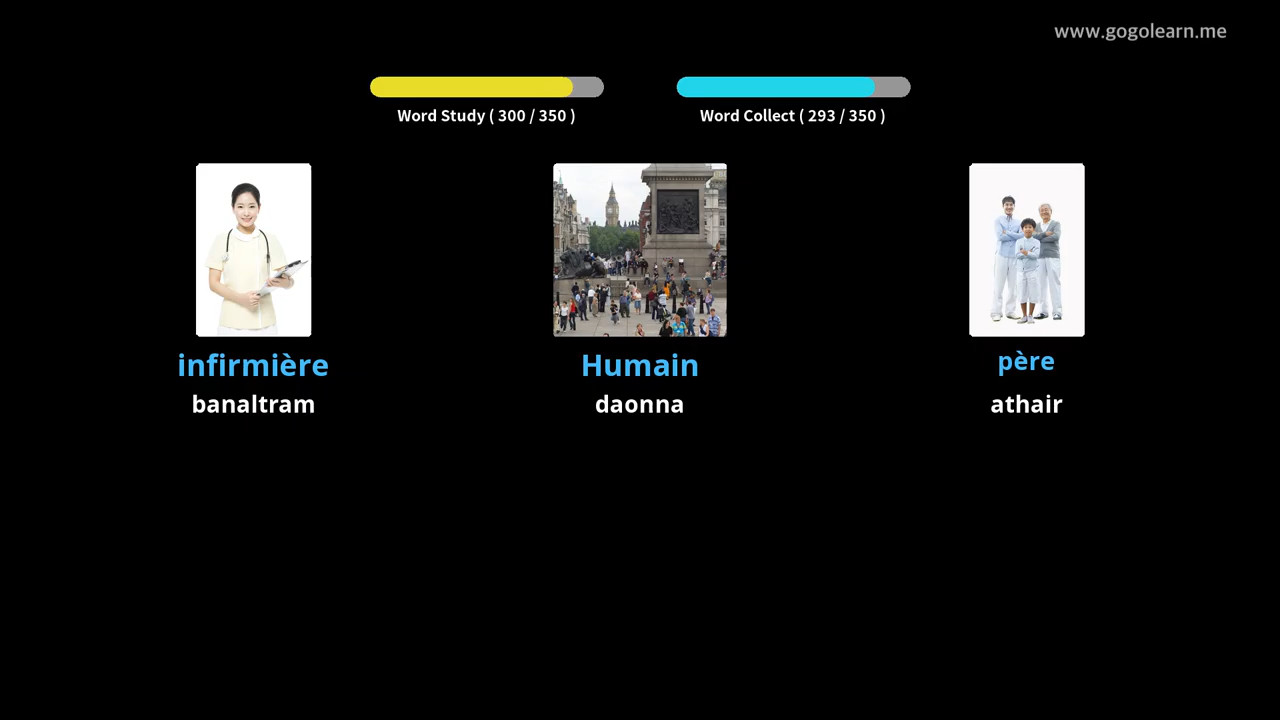 www.gogolearn.me
Word Study ( 300 / 350 )
Word Collect ( 293 / 350 )
infirmière
banaltram
Humain
daonna
père
athair